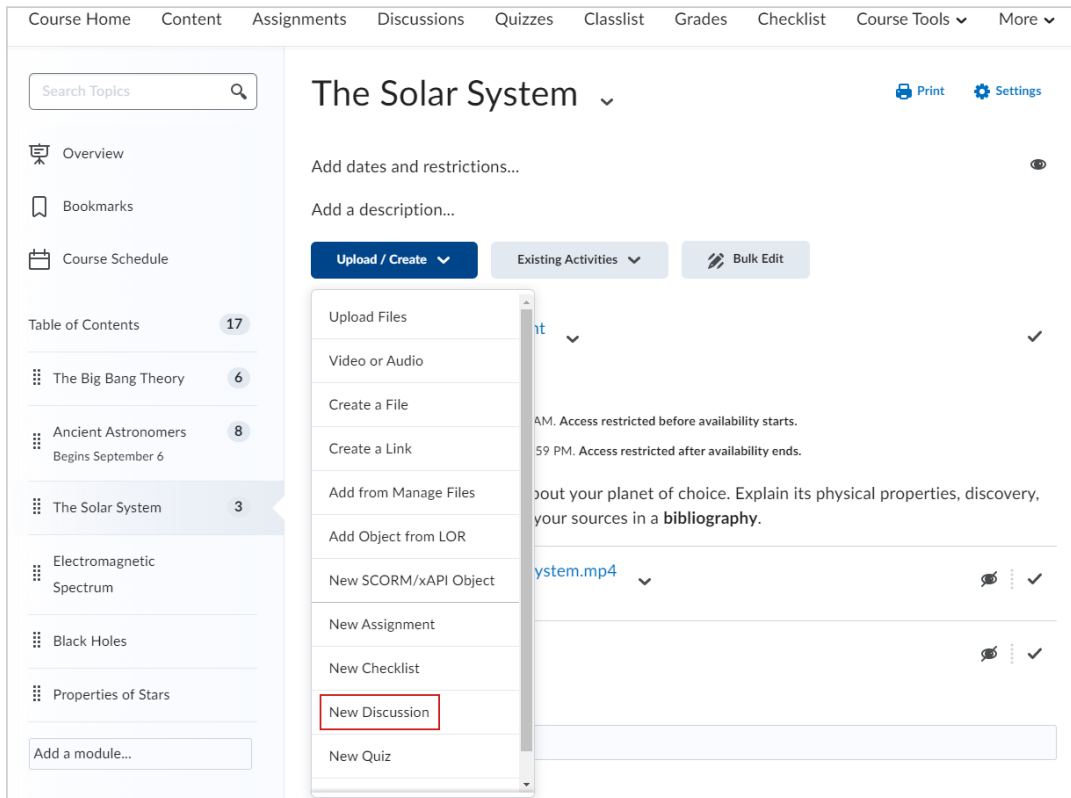 Course Home Content Assignments Discussions Quizzes Classlist Grades Checklist Course Tools More
Search Topics
Overview
Bookmarks
Course Schedule
Table of Contents 17
The Big Bang Theory 6
Ancient Astronomers 8
Begins September 6
The Solar System 3
Electromagnetic
Spectrum
Black Holes
Properties of Stars
Add a module...
The Solar System
Print Settings
Add dates and restrictions...
Add a description...
Upload / Create Existing Activities Bulk Edit
Upload Files
Video or Audio
Create a File
Create a Link
Add from Manage Files
Add Object from LOR
New SCORM/xAPI Object
New Assignment
New Checklist
New Discussion
New Quiz
nt
AM. Access restricted before availability starts.
59 PM. Access restricted after availability ends.
out your planet of choice. Explain its physical properties, discovery,
your sources in a bibliography.
ystem.mp4